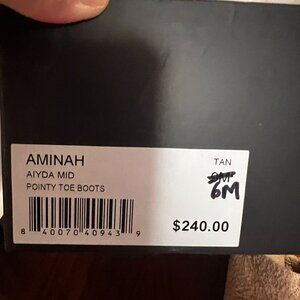 AMINAH TAN
AIYDA MID
6M
POINTY TOE BOOTS
8 40070 40943 9
$240.00